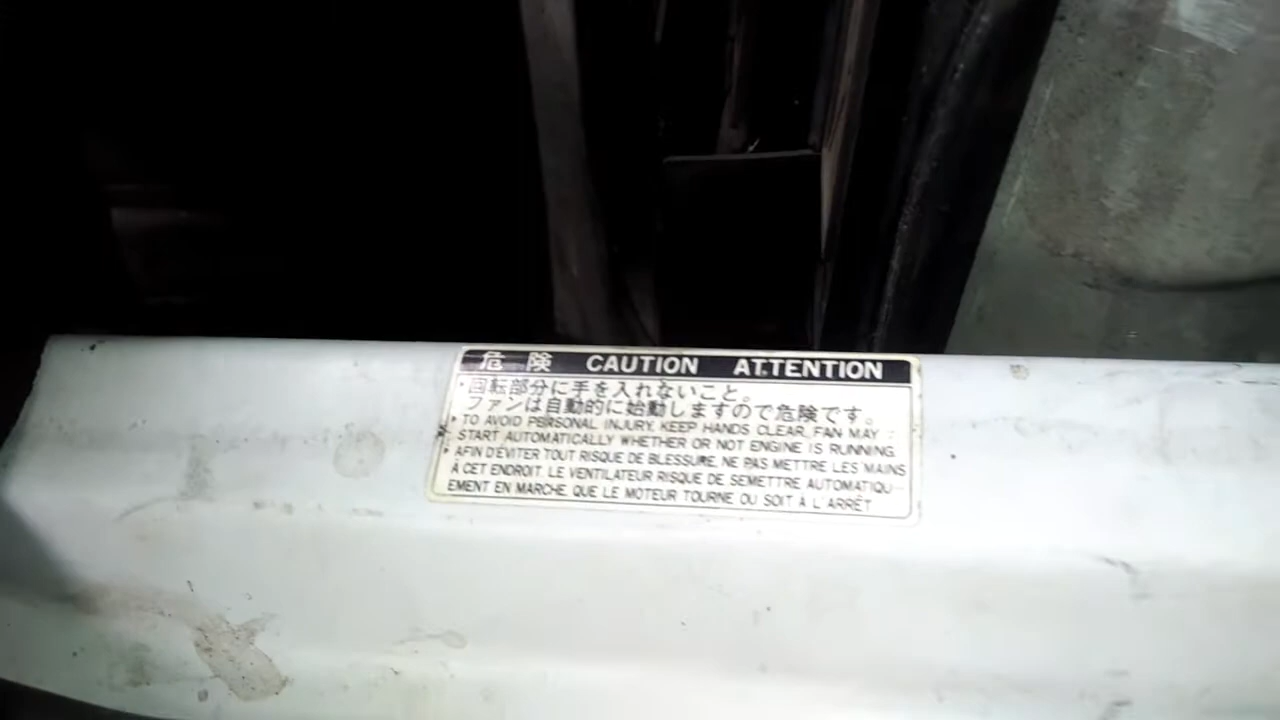 危 険 CAUTION ATTENTION
・回転部分に手を入れないこと。
ファンは自動的に始動しますので危険です。
• TO AVOID PERSONAL INJURY, KEEP HANDS CLEAR, FAN MAY
START AUTOMATICALLY WHETHER OR NOT ENGINE IS RUNNING.
• AFIN D'ÉVITER TOUT RISQUE DE BLESSURE, NE PAS METTRE LES MAINS
À CET ENDROIT. LE VENTILATEUR RISQUE DE SEMETTRE AUTOMATIQU-
EMENT EN MARCHE QUE LE MOTEUR TOURNE OU SOIT À L'ARRÊT